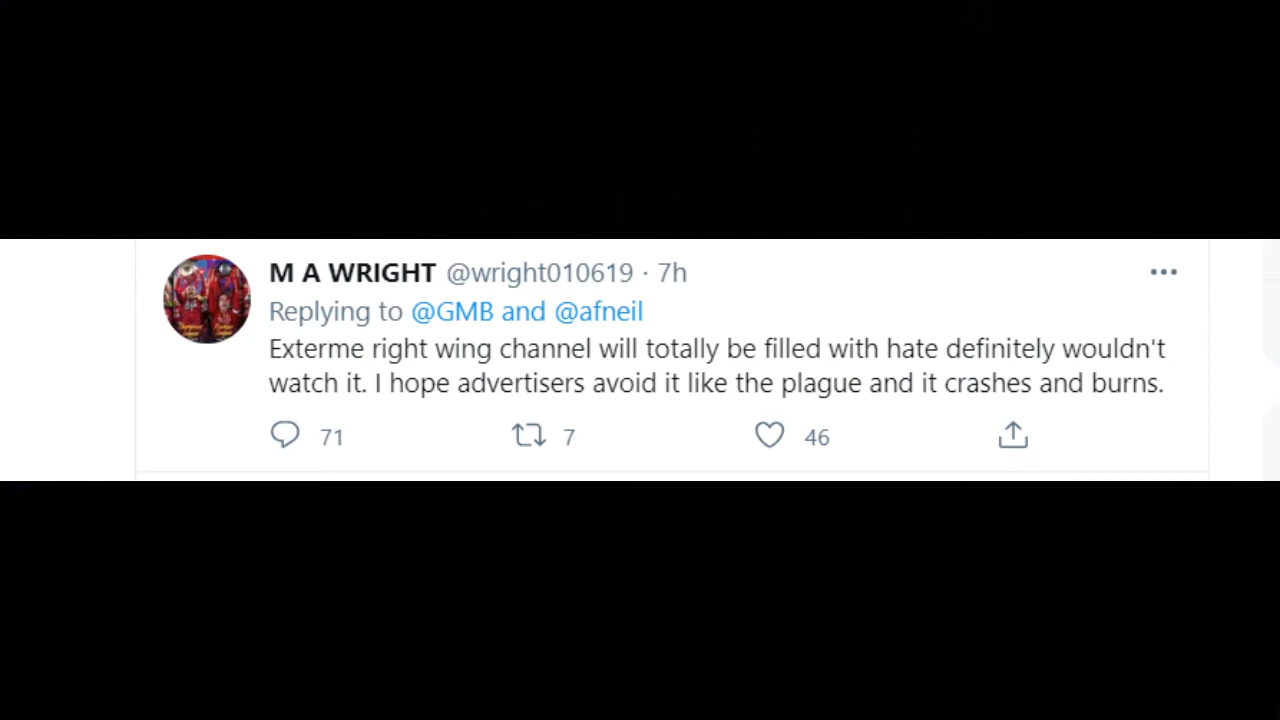 M A WRIGHT @wright010619 · 7h
Replying to @GMB and @afneil
Exterme right wing channel will totally be filled with hate definitely wouldn't
watch it. I hope advertisers avoid it like the plague and it crashes and burns.
71 7 46